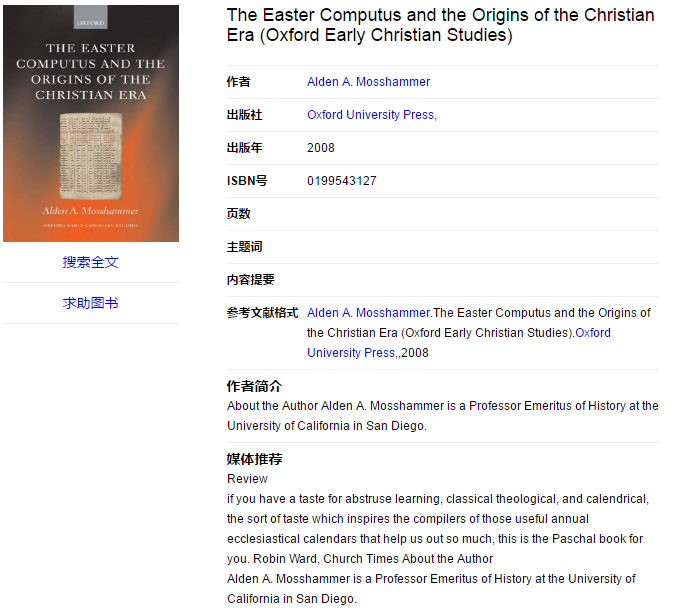 OXFORD
THE EASTER
COMPUTUS AND THE
ORIGINS OF THE
CHRISTIAN ERA
Alden A. Mosshammer
OXFORD EARLY CHRISTIAN STUDIES
搜索全文
求助图书
The Easter Computus and the Origins of the Christian
Era (Oxford Early Christian Studies)
作者 Alden A. Mosshammer
出版社 Oxford University Press,
出版年 2008
ISBN号 0199543127
页数
主题词
内容提要
参考文献格式 Alden A. Mosshammer.The Easter Computus and the Origins of
the Christian Era (Oxford Early Christian Studies).Oxford
University Press,,2008
作者简介
About the Author Alden A. Mosshammer is a Professor Emeritus of History at the
University of California in San Diego.
媒体推荐
Review
if you have a taste for abstruse learning, classical theological, and calendrical,
the sort of taste which inspires the compilers of those useful annual
ecclesiastical calendars that help us out so much, this is the Paschal book for
you. Robin Ward, Church Times About the Author
Alden A. Mosshammer is a Professor Emeritus of History at the University of
California in San Diego.